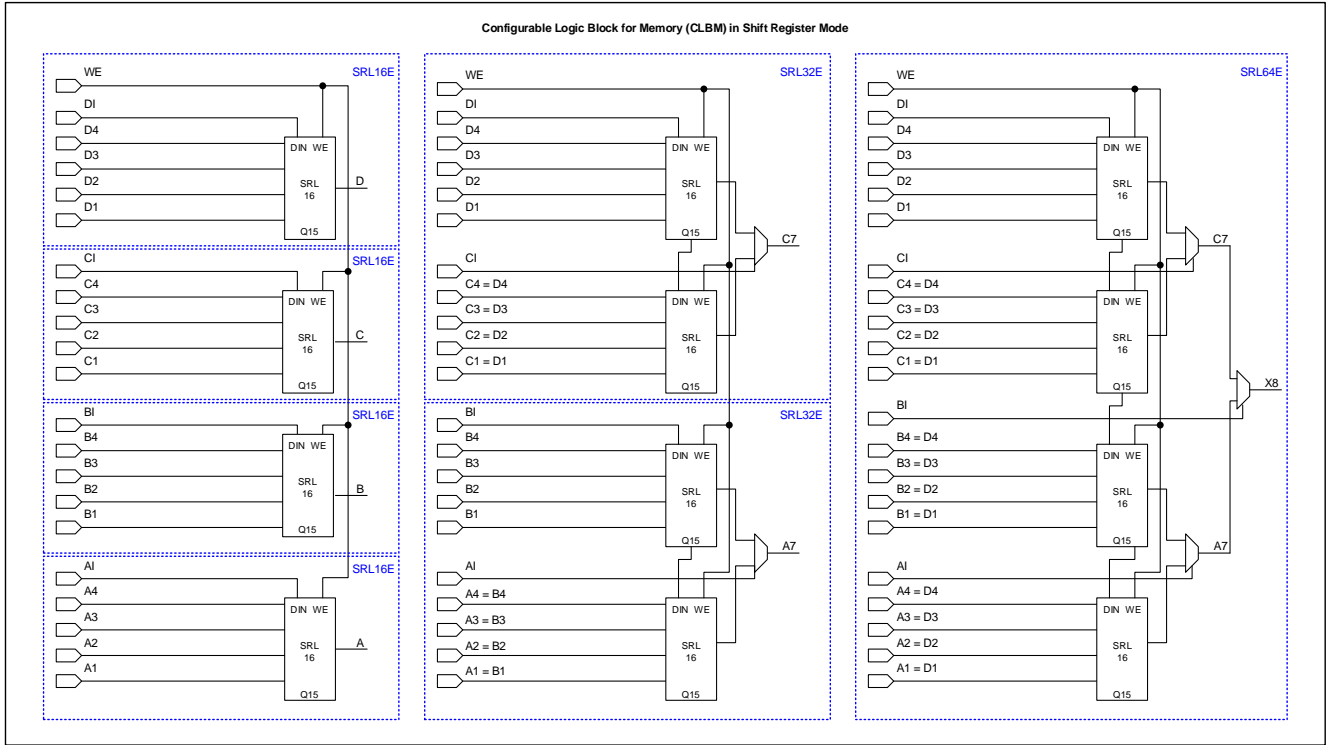 Configurable Logic Block for Memory (CLBM) in Shift Register Mode
SRL16E
WE
DI
D4
D3
D2
D1
DIN WE
SRL
16
Q15
D
SRL16E
CI
C4
C3
C2
C1
DIN WE
SRL
16
Q15
C
SRL16E
BI
B4
B3
B2
B1
DIN WE
SRL
16
Q15
B
SRL16E
AI
A4
A3
A2
A1
DIN WE
SRL
16
Q15
A
SRL32E
WE
DI
D4
D3
D2
D1
DIN WE
SRL
16
Q15
C7
CI
C4 = D4
C3 = D3
C2 = D2
C1 = D1
DIN WE
SRL
16
Q15
SRL32E
BI
B4
B3
B2
B1
DIN WE
SRL
16
Q15
A7
AI
A4 = B4
A3 = B3
A2 = B2
A1 = B1
DIN WE
SRL
16
Q15
SRL64E
WE
DI
D4
D3
D2
D1
DIN WE
SRL
16
Q15
C7
CI
C4 = D4
C3 = D3
C2 = D2
C1 = D1
DIN WE
SRL
16
Q15
X8
BI
B4 = D4
B3 = D3
B2 = D2
B1 = D1
DIN WE
SRL
16
Q15
A7
AI
A4 = D4
A3 = D3
A2 = D2
A1 = D1
DIN WE
SRL
16
Q15